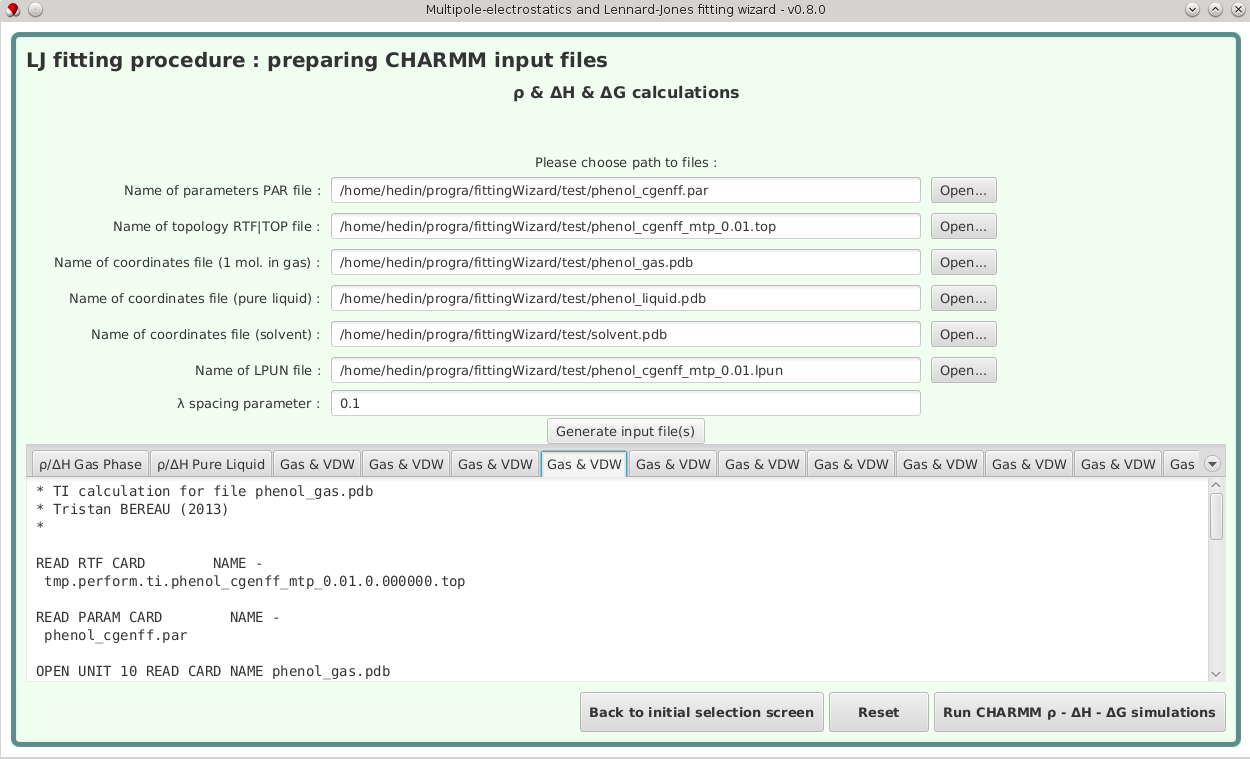 Multipole-electrostatics and Lennard-Jones fitting wizard - v0.8.0
LJ fitting procedure : preparing CHARMM input files
ρ & ΔH & ΔG calculations
Please choose path to files :
Name of parameters PAR file : /home/hedin/progra/fittingWizard/test/phenol_cgenff.par Open...
Name of topology RTF|TOP file : /home/hedin/progra/fittingWizard/test/phenol_cgenff_mtp_0.01.top Open...
Name of coordinates file (1 mol. in gas) : /home/hedin/progra/fittingWizard/test/phenol_gas.pdb Open...
Name of coordinates file (pure liquid) : /home/hedin/progra/fittingWizard/test/phenol_liquid.pdb Open...
Name of coordinates file (solvent) : /home/hedin/progra/fittingWizard/test/solvent.pdb Open...
Name of LPUN file : /home/hedin/progra/fittingWizard/test/phenol_cgenff_mtp_0.01.lpun Open...
λ spacing parameter : 0.1
Generate input file(s)
ρ/ΔH Gas Phase ρ/ΔH Pure Liquid Gas & VDW Gas & VDW Gas & VDW Gas & VDW Gas & VDW Gas & VDW Gas & VDW Gas & VDW Gas & VDW Gas & VDW Gas
* TI calculation for file phenol_gas.pdb
* Tristan BEREAU (2013)
*
READ RTF CARD NAME -
tmp.perform.ti.phenol_cgenff_mtp_0.01.0.000000.top
READ PARAM CARD NAME -
phenol_cgenff.par
OPEN UNIT 10 READ CARD NAME phenol_gas.pdb
Back to initial selection screen Reset Run CHARMM ρ - ΔH - ΔG simulations